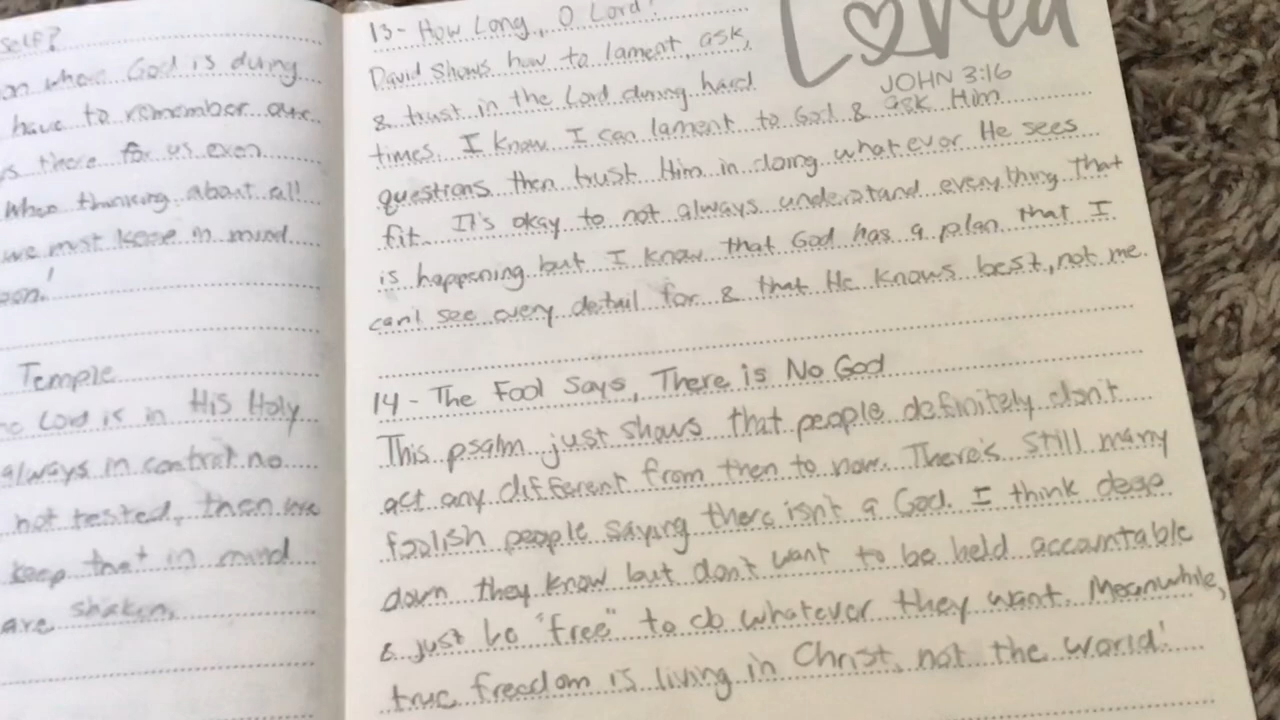 self?
on where God is during
have to remember our
is there for us even
When thinking about all
we must keep in mind
soon!
Temple
Lord is in His Holy
always in control no
not tested, then we
keep that in mind
are shaken.
13- How Long, O Lord?
David shows how to lament, ask,
& trust in the Lord during hard
times. I know I can lament to God & ask Him
questions then trust Him in doing whatever He sees
fit. It's okay to not always understand everything that
is happening but I know that God has a plan that I
can't see every detail for & that He knows best, not me.
Loved
JOHN 3:16
14- The Fool Says, There is No God
This psalm just shows that people definitely don't
act any different from then to now. There's still many
foolish people saying there isn't a God. I think deep
down they know but don't want to be held accountable
& just be "free" to do whatever they want. Meanwhile,
true freedom is living in Christ, not the world!